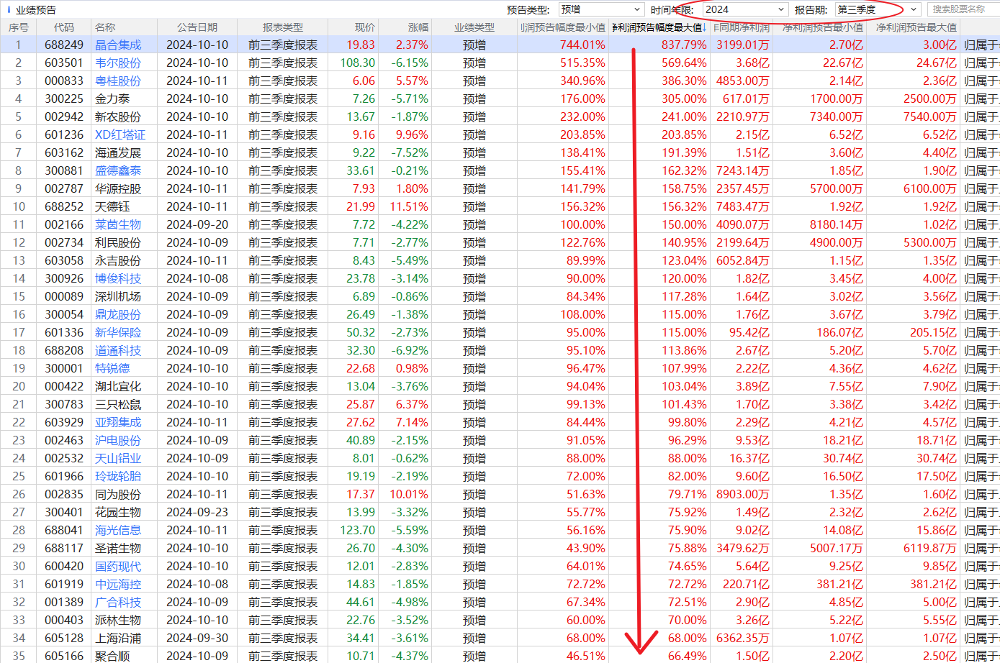 业绩预告 预告类型: 预增 时间年限: 2024 报告期: 第三季度 搜索股票名称
序号 代码 名称 公告日期 报表类型 现价 涨幅 业绩类型 利润预告幅度最小值 净利润预告幅度最大值↓ 同期净利润 净利润预告最小值 净利润预告最大值
1 688249 晶合集成 2024-10-10 前三季度报表 19.83 2.37% 预增 744.01% 837.79% 3199.01万 2.70亿 3.00亿 归属于
2 603501 韦尔股份 2024-10-10 前三季度报表 108.30 -6.15% 预增 515.35% 569.64% 3.68亿 22.67亿 24.67亿 归属于
3 000833 粤桂股份 2024-10-11 前三季度报表 6.06 5.57% 预增 340.96% 386.30% 4853.00万 2.14亿 2.36亿 归属于
4 300225 金力泰 2024-10-10 前三季度报表 7.26 -5.71% 预增 176.00% 305.00% 617.01万 1700.00万 2500.00万 归属于
5 002942 新农股份 2024-10-10 前三季度报表 13.67 -1.87% 预增 232.00% 241.00% 2210.97万 7340.00万 7540.00万 归属于
6 601236 XD红塔证 2024-10-11 前三季度报表 9.16 9.96% 预增 203.85% 203.85% 2.15亿 6.52亿 6.52亿 归属于
7 603162 海通发展 2024-10-10 前三季度报表 9.22 -7.52% 预增 138.41% 191.39% 1.51亿 3.60亿 4.40亿 归属于
8 300881 盛德鑫泰 2024-10-10 前三季度报表 33.61 -0.21% 预增 155.41% 162.32% 7243.14万 1.85亿 1.90亿 归属于
9 002787 华源控股 2024-10-11 前三季度报表 7.93 1.80% 预增 141.79% 158.75% 2357.45万 5700.00万 6100.00万 归属于
10 688252 天德钰 2024-10-11 前三季度报表 21.99 11.51% 预增 156.32% 156.32% 7483.47万 1.92亿 1.92亿 归属于
11 002166 莱茵生物 2024-09-20 前三季度报表 7.72 -4.22% 预增 100.00% 150.00% 4090.07万 8180.14万 1.02亿 归属于
12 002734 利民股份 2024-10-09 前三季度报表 7.71 -2.77% 预增 122.76% 140.95% 2199.64万 4900.00万 5300.00万 归属于
13 603058 永吉股份 2024-10-11 前三季度报表 8.43 -5.49% 预增 89.99% 123.04% 6052.84万 1.15亿 1.35亿 归属于
14 300926 博俊科技 2024-10-08 前三季度报表 23.78 -3.14% 预增 90.00% 120.00% 1.82亿 3.45亿 4.00亿 归属于
15 000089 深圳机场 2024-10-09 前三季度报表 6.89 -0.86% 预增 84.34% 117.28% 1.64亿 3.02亿 3.56亿 归属于
16 300054 鼎龙股份 2024-10-09 前三季度报表 26.49 -1.38% 预增 108.00% 115.00% 1.76亿 3.67亿 3.79亿 归属于
17 601336 新华保险 2024-10-09 前三季度报表 50.32 -2.73% 预增 95.00% 115.00% 95.42亿 186.07亿 205.15亿 归属于
18 688208 道通科技 2024-10-09 前三季度报表 32.30 -6.92% 预增 95.10% 113.86% 2.67亿 5.20亿 5.70亿 归属于
19 300001 特锐德 2024-10-10 前三季度报表 22.68 0.98% 预增 96.47% 107.99% 2.22亿 4.36亿 4.62亿 归属于
20 000422 湖北宜化 2024-10-09 前三季度报表 13.04 -3.76% 预增 94.04% 103.04% 3.89亿 7.55亿 7.90亿 归属于
21 300783 三只松鼠 2024-10-10 前三季度报表 25.87 6.37% 预增 99.13% 101.43% 1.70亿 3.38亿 3.42亿 归属于
22 603929 亚翔集成 2024-10-11 前三季度报表 27.62 7.14% 预增 84.44% 99.80% 2.29亿 4.21亿 4.57亿 归属于
23 002463 沪电股份 2024-10-09 前三季度报表 40.89 -2.15% 预增 91.05% 96.29% 9.53亿 18.21亿 18.71亿 归属于
24 002532 天山铝业 2024-10-09 前三季度报表 8.01 -0.62% 预增 88.00% 88.00% 16.37亿 30.74亿 30.74亿 归属于
25 601966 玲珑轮胎 2024-10-10 前三季度报表 19.19 -2.19% 预增 72.00% 82.00% 9.60亿 16.50亿 17.50亿 归属于
26 002835 同为股份 2024-10-11 前三季度报表 17.37 10.01% 预增 51.63% 79.71% 8903.00万 1.35亿 1.60亿 归属于
27 300401 花园生物 2024-09-23 前三季度报表 13.99 -3.32% 预增 55.77% 75.92% 1.49亿 2.32亿 2.62亿 归属于
28 688041 海光信息 2024-10-11 前三季度报表 123.70 -5.59% 预增 56.16% 75.90% 9.02亿 14.08亿 15.86亿 归属于
29 688117 圣诺生物 2024-10-10 前三季度报表 26.70 -4.30% 预增 43.90% 75.88% 3479.62万 5007.17万 6119.87万 归属于
30 600420 国药现代 2024-10-10 前三季度报表 12.01 -2.83% 预增 64.01% 74.65% 5.64亿 9.25亿 9.85亿 归属于
31 601919 中远海控 2024-10-08 前三季度报表 14.83 -1.85% 预增 72.72% 72.72% 220.71亿 381.21亿 381.21亿 归属于
32 001389 广合科技 2024-10-09 前三季度报表 44.61 -4.98% 预增 67.34% 72.51% 2.90亿 4.85亿 5.00亿 归属于
33 000403 派林生物 2024-10-10 前三季度报表 22.76 -3.52% 预增 60.00% 70.00% 3.26亿 5.22亿 5.55亿 归属于
34 605128 上海沿浦 2024-09-30 前三季度报表 34.41 -3.61% 预增 68.00% 68.00% 6362.35万 1.07亿 1.07亿 归属于
35 605166 聚合顺 2024-10-09 前三季度报表 10.71 -4.37% 预增 46.51% 66.49% 1.50亿 2.20亿 2.50亿 归属于